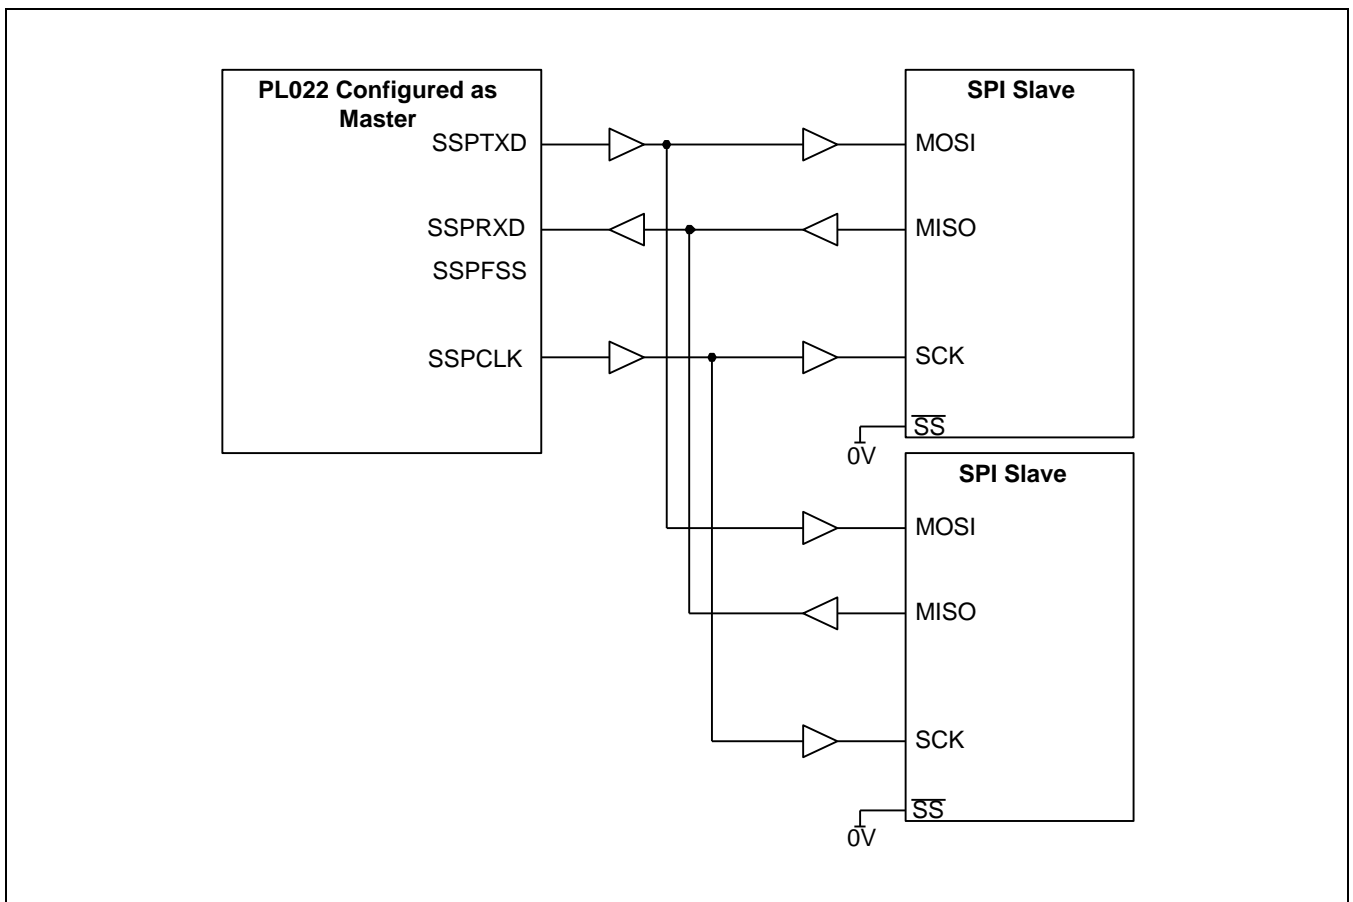 PL022 Configured as
Master
SSPTXD
SSPRXD
SSPFSS
SSPCLK
SPI Slave
MOSI
MISO
SCK
SS
0V
SPI Slave
MOSI
MISO
SCK
SS
0V